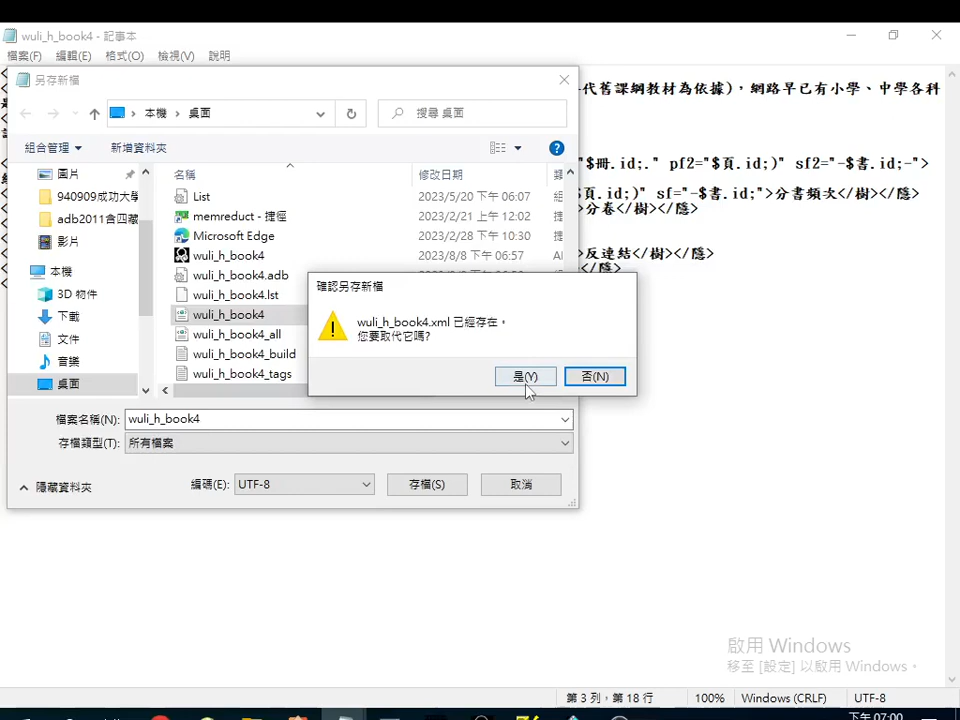 wuli_h_book4 - 記事本
檔案(F) 編輯(E) 格式(O) 檢視(V) 說明
另存新檔
代舊課綱教材為依據)，網路早已有小學、中學各科
本機 › 桌面
搜尋 桌面
組合管理 新增資料夾
圖片
940909成功大學
adb2011含四藏
影片
本機
3D 物件
下載
文件
音樂
桌面
名稱 修改日期
List 2023/5/20 下午 06:07
memreduct - 捷徑 2023/2/21 上午 12:02
Microsoft Edge 2023/2/28 下午 10:30
wuli_h_book4 2023/8/8 下午 06:57
wuli_h_book4.adb
wuli_h_book4.lst
wuli_h_book4
wuli_h_book4_all
wuli_h_book4_build
wuli_h_book4_tags
"$冊.id;." pf2="$頁.id;)" sf2="-$書.id;-">
頁.id;)" sf="-$書.id;">分書頻次</樹></隱>
分卷</樹></隱>
>反連結</樹></隱>
</隱>
確認另存新檔
wuli_h_book4.xml 已經存在。
您要取代它嗎?
是(Y) 否(N)
檔案名稱(N): wuli_h_book4
存檔類型(T): 所有檔案
隱藏資料夾
編碼(E): UTF-8 存檔(S) 取消
啟用 Windows
移至 [設定] 以啟用 Windows。
第 3 列，第 18 行 100% Windows (CRLF) UTF-8
下午 07:00